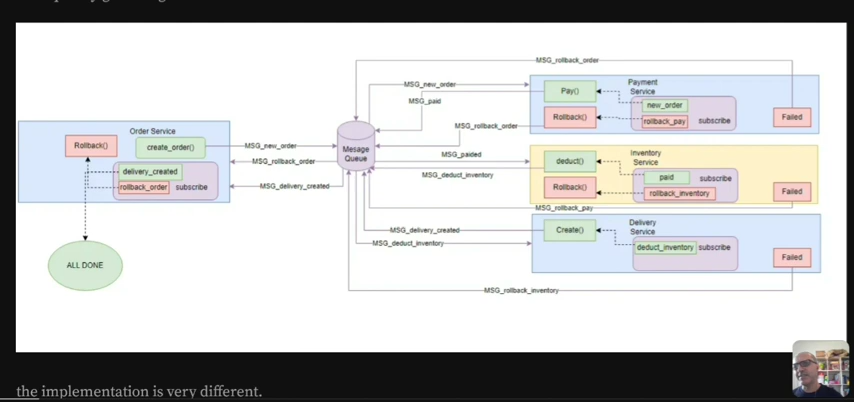 MSG_rollback_order
Payment
Service
MSG_new_order
Pay()
new_order
MSG_paid
Rollback()
rollback_pay
subscribe
Failed
MSG_rollback_order
Order Service
Rollback()
create_order()
MSG_new_order
Mesage
Queue
MSG_rollback_order
MSG_paided
Inventory
Service
deduct()
paid
subscribe
delivery_created
rollback_order
subscribe
MSG_deduct_inventory
MSG_delivery_created
Rollback()
rollback_inventory
Failed
MSG_rollback_pay
Delivery
Service
MSG_delivery_created
Create()
MSG_deduct_inventory
deduct_inventory
subscribe
Failed
ALL DONE
MSG_rollback_inventory
the implementation is very different.